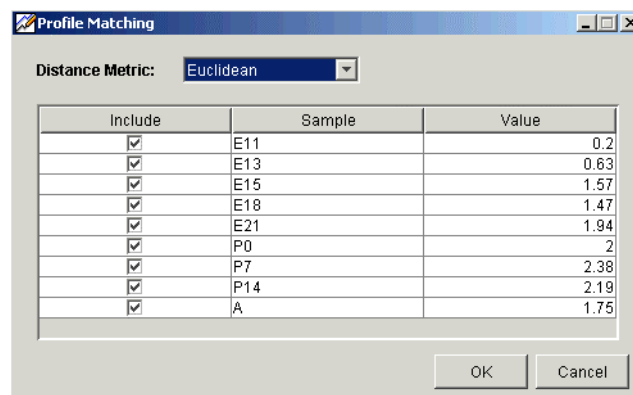 Profile Matching
Distance Metric: Euclidean
Include Sample Value
E11 0.2
E13 0.63
E15 1.57
E18 1.47
E21 1.94
P0 2
P7 2.38
P14 2.19
A 1.75
OK Cancel